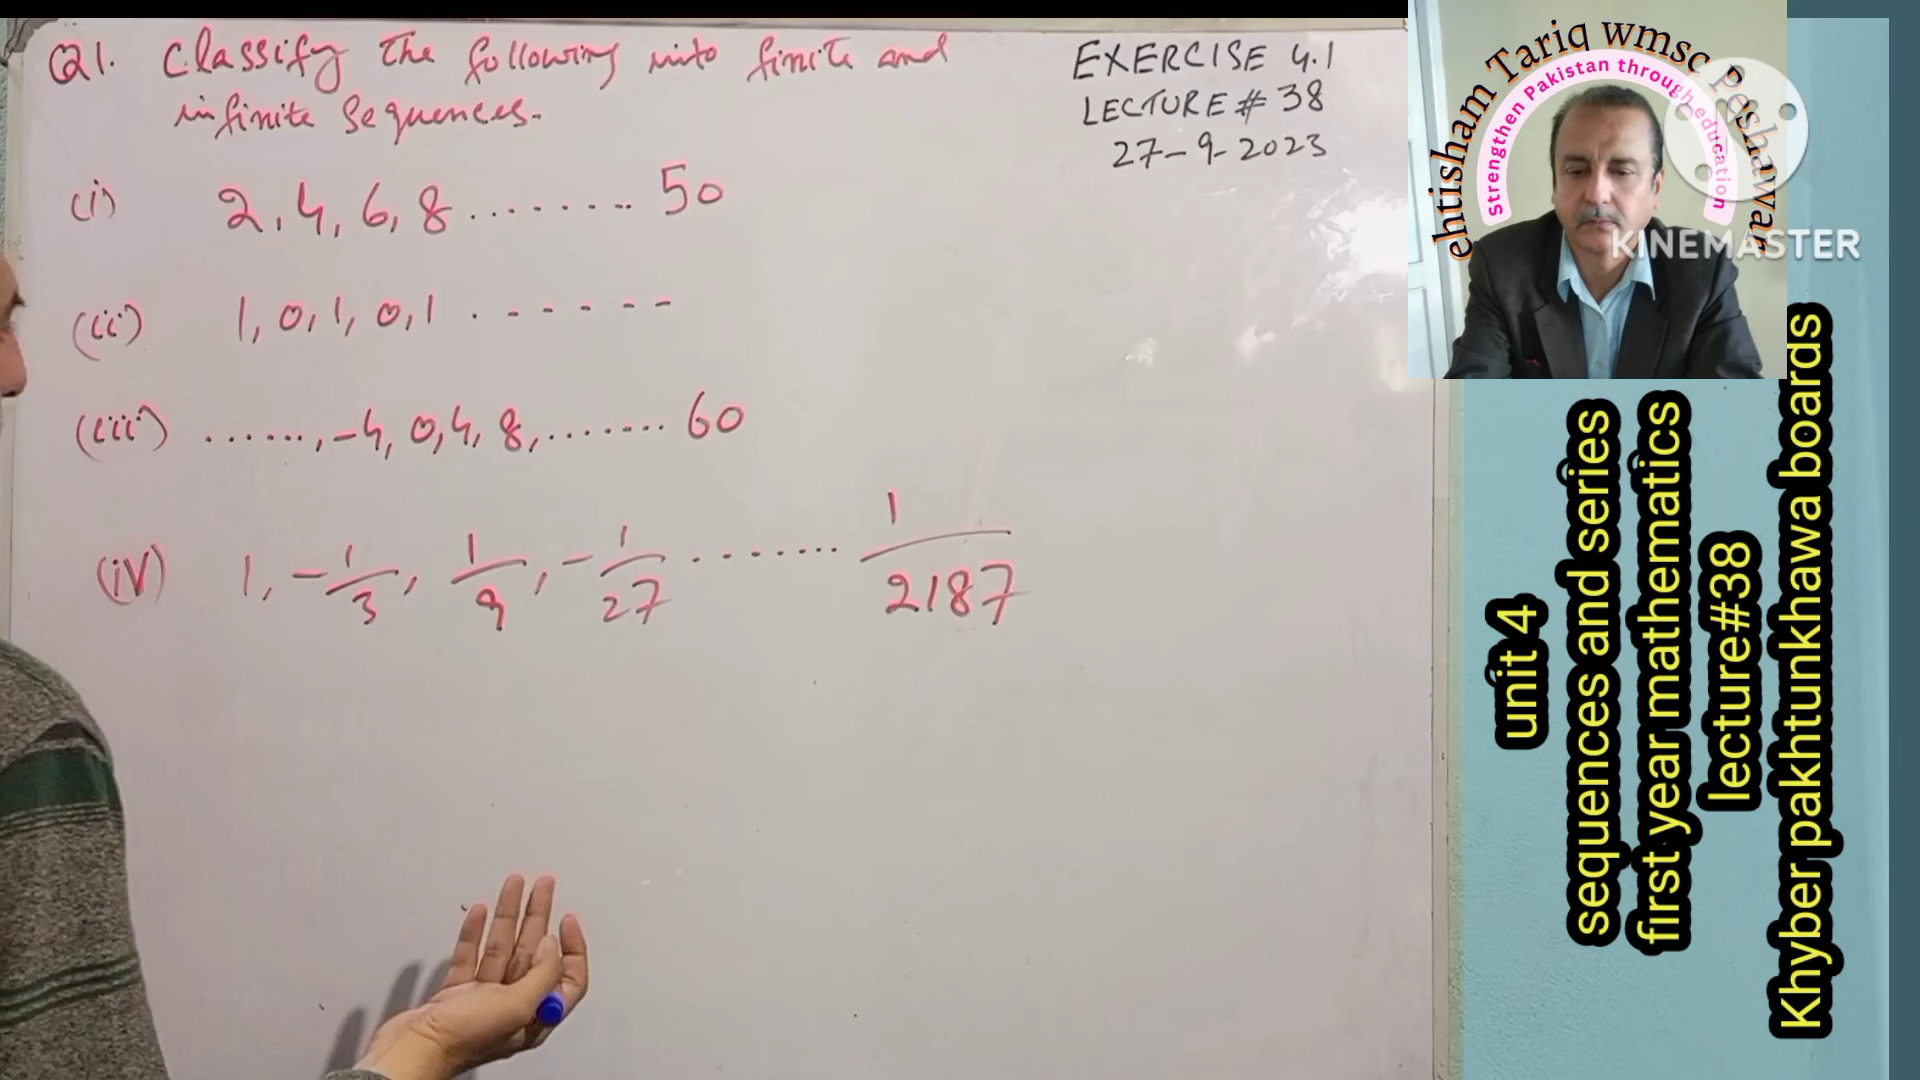 Q1. Classify the following into finite and
infinite sequences.
(i) 2, 4, 6, 8 ........ 50
(ii) 1, 0, 1, 0, 1 . - - - - -
(iii) ......, -4, 0, 4, 8, ....... 60
(iv) 1, -1/3, 1/9, -1/27 ........ 1/2187
EXERCISE 4.1
LECTURE # 38
27-9-2023
ehtisham Tariq wmsc Peshawar
Strengthen Pakistan through education
KINEMASTER
unit 4
sequences and series
first year mathematics
lecture#38
Khyber pakhtunkhawa boards